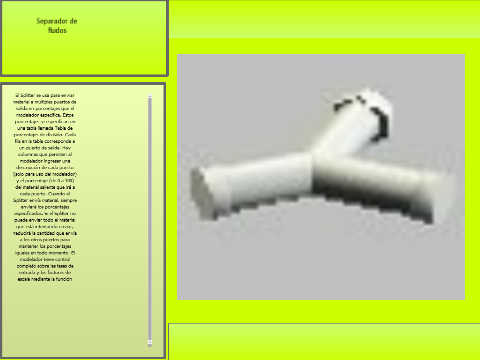 Separador de
fluidos
El Splitter se usa para enviar
material a múltiples puertos de
salida en porcentajes que el
modelador especifica. Estos
porcentajes se especifican en
una tabla llamada Tabla de
porcentajes de división. Cada
fila en la tabla corresponde a
un puerto de salida. Hay
columnas que permiten al
modelador ingresar una
descripción de cada puerto
(solo para uso del modelador)
y el porcentaje (de 0 a 100)
del material saliente que irá a
cada puerto. Cuando el
Splitter envía material, siempre
enviará los porcentajes
especificados; si el Splitter no
puede enviar todo el material
que está intentando enviar,
reducirá la cantidad que envía
a los otros puertos para
mantener los porcentajes
iguales en todo momento. El
modelador tiene control
completo sobre las tasas de
entrada y los factores de
escala mediante la función